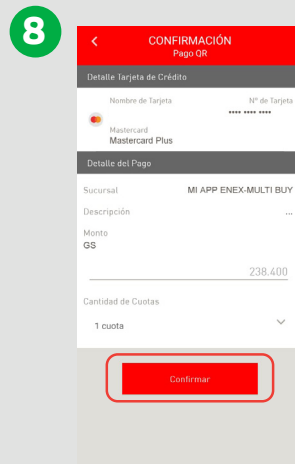 8
CONFIRMACIÓN
Pago QR
Detalle Tarjeta de Crédito
Nombre de Tarjeta Nº de Tarjeta
•••• •••• ••••
Mastercard
Mastercard Plus
Detalle del Pago
Sucursal MI APP ENEX-MULTI BUY
Descripción ...
Monto
GS
238.400
Cantidad de Cuotas
1 cuota
Confirmar